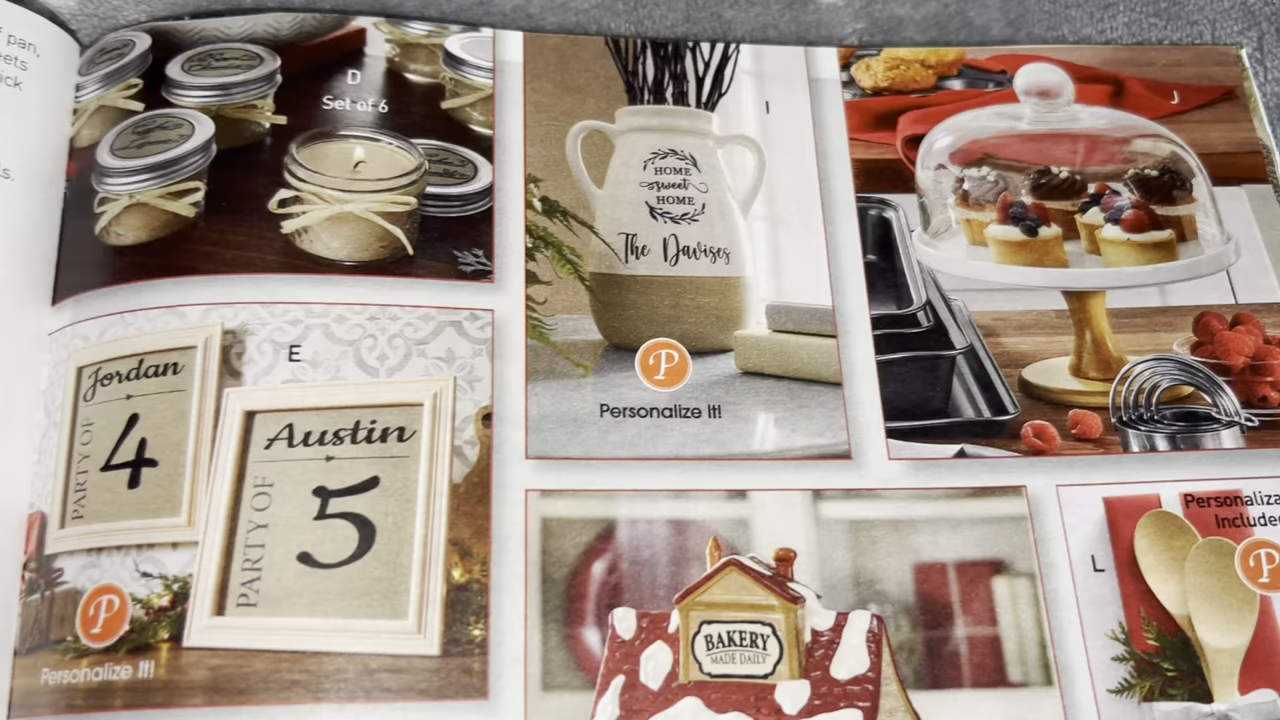 f pan,
eets
ick
s.
D
Set of 6
I
HOME
sweet
HOME
The Davises
P
Personalize It!
J
E
Jordan
PARTY OF
4
Austin
PARTY OF
5
P
Personalize It!
BAKERY
MADE DAILY
L
Personaliza
Include
P